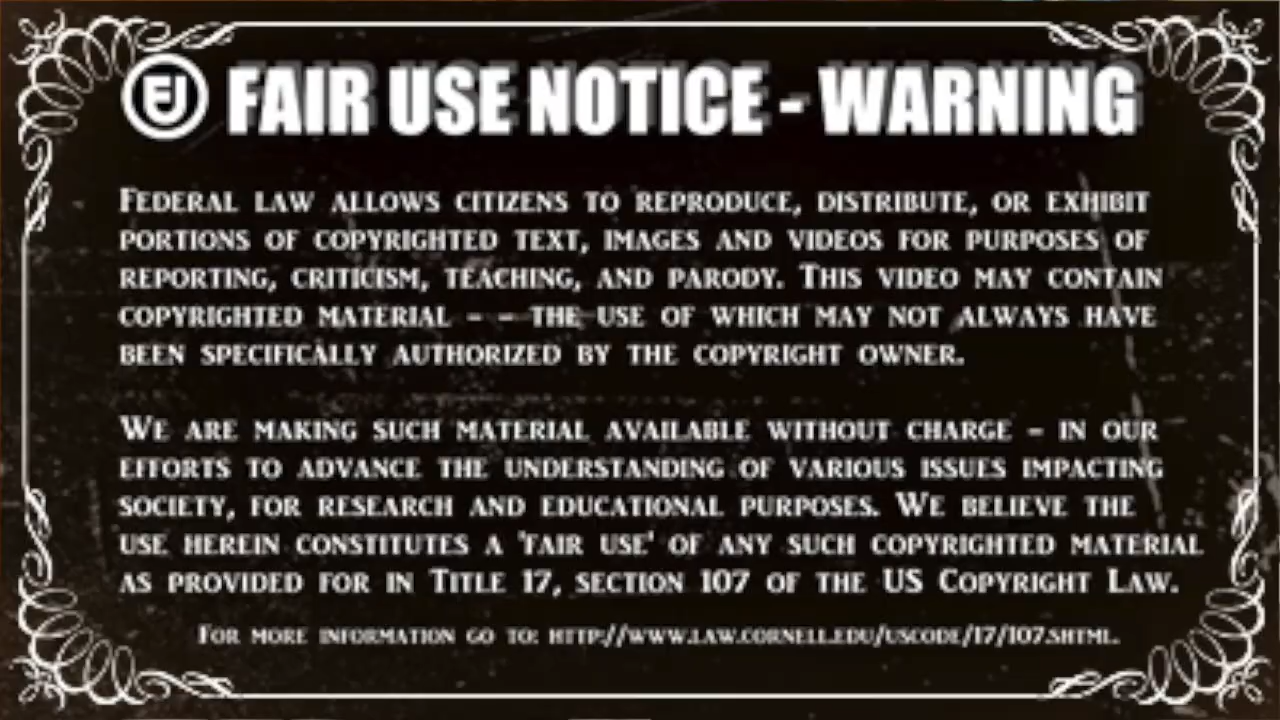 FU FAIR USE NOTICE - WARNING
FEDERAL LAW ALLOWS CITIZENS TO REPRODUCE, DISTRIBUTE, OR EXHIBIT
PORTIONS OF COPYRIGHTED TEXT, IMAGES AND VIDEOS FOR PURPOSES OF
REPORTING, CRITICISM, TEACHING, AND PARODY. THIS VIDEO MAY CONTAIN
COPYRIGHTED MATERIAL - - THE USE OF WHICH MAY NOT ALWAYS HAVE
BEEN SPECIFICALLY AUTHORIZED BY THE COPYRIGHT OWNER.
WE ARE MAKING SUCH MATERIAL AVAILABLE WITHOUT CHARGE - IN OUR
EFFORTS TO ADVANCE THE UNDERSTANDING OF VARIOUS ISSUES IMPACTING
SOCIETY, FOR RESEARCH AND EDUCATIONAL PURPOSES. WE BELIEVE THE
USE HEREIN CONSTITUTES A 'FAIR USE' OF ANY SUCH COPYRIGHTED MATERIAL
AS PROVIDED FOR IN TITLE 17, SECTION 107 OF THE US COPYRIGHT LAW.
FOR MORE INFORMATION GO TO: HTTP://WWW.LAW.CORNELL.EDU/USCODE/17/107.SHTML